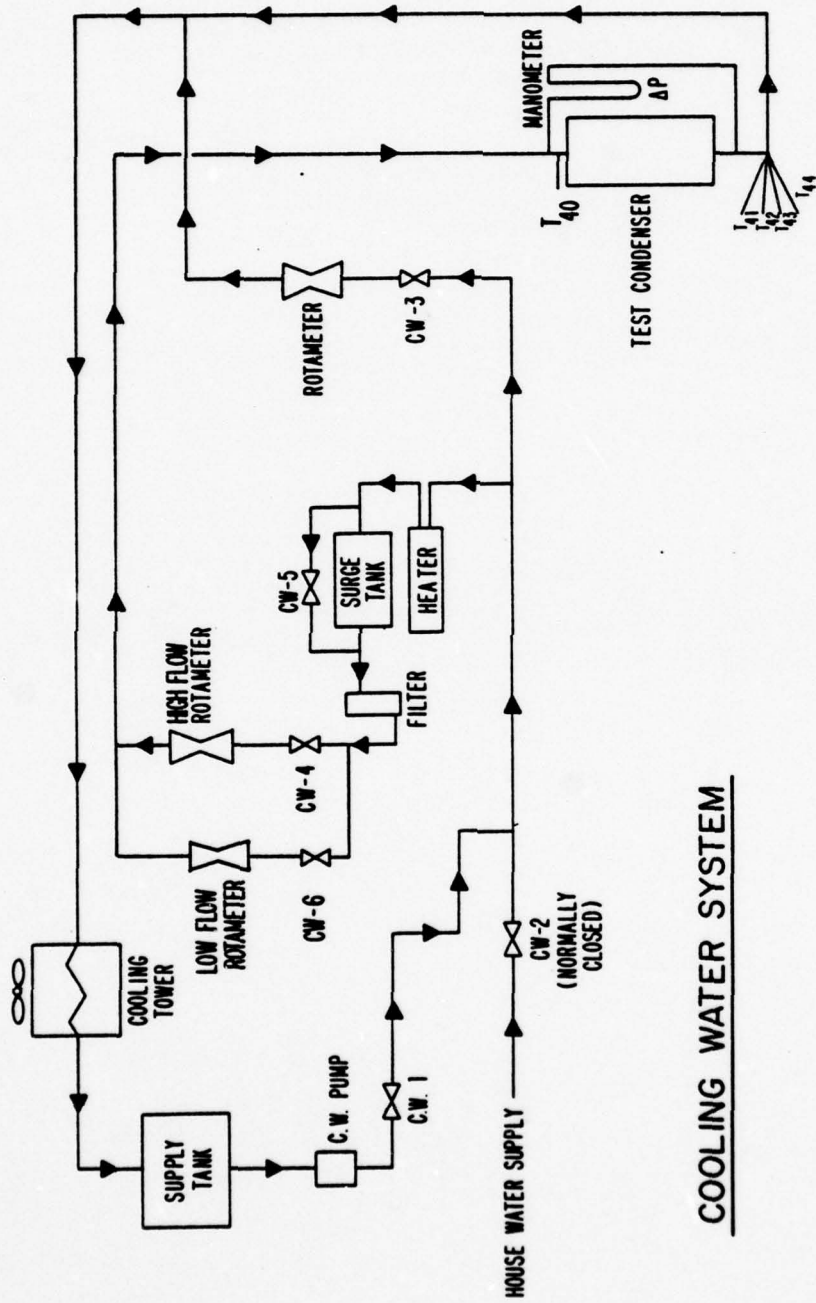 MANOMETER
ΔP
T40
T41
T42
T43
T44
TEST CONDENSER
ROTAMETER
CW-3
CW-5
SURGE
TANK
HEATER
FILTER
HIGH FLOW
ROTAMETER
CW-4
LOW FLOW
ROTAMETER
CW-6
COOLING
TOWER
SUPPLY
TANK
C.W. PUMP
C.W. 1
CW-2
(NORMALLY
CLOSED)
HOUSE WATER SUPPLY
COOLING WATER SYSTEM